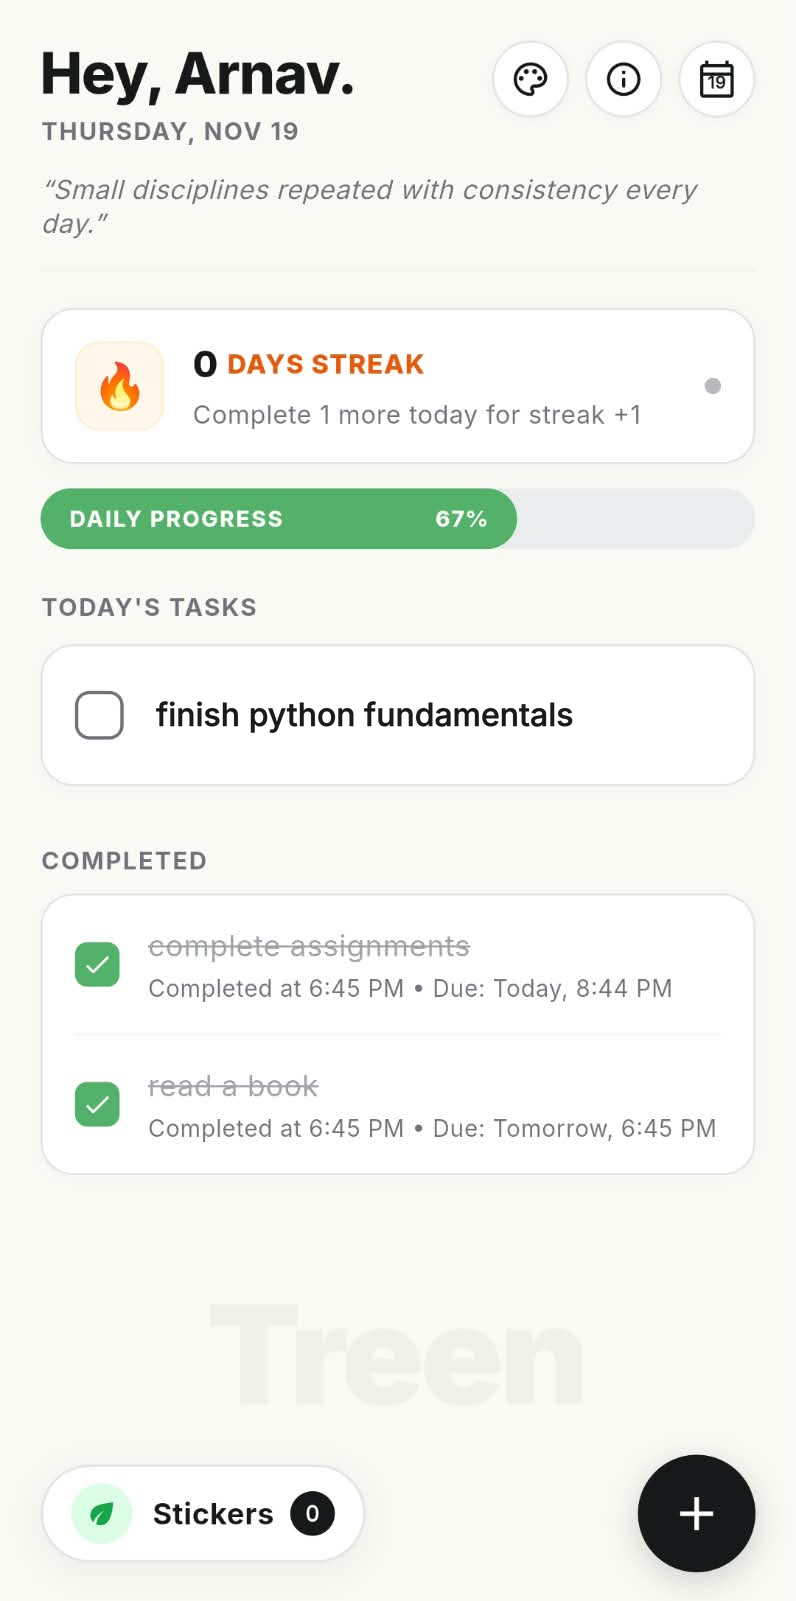 Hey, Arnav.
19
THURSDAY, NOV 19
“Small disciplines repeated with consistency every
day.”
0 DAYS STREAK
Complete 1 more today for streak +1
DAILY PROGRESS 67%
TODAY'S TASKS
finish python fundamentals
COMPLETED
complete assignments
Completed at 6:45 PM • Due: Today, 8:44 PM
read a book
Completed at 6:45 PM • Due: Tomorrow, 6:45 PM
Treen
Stickers 0